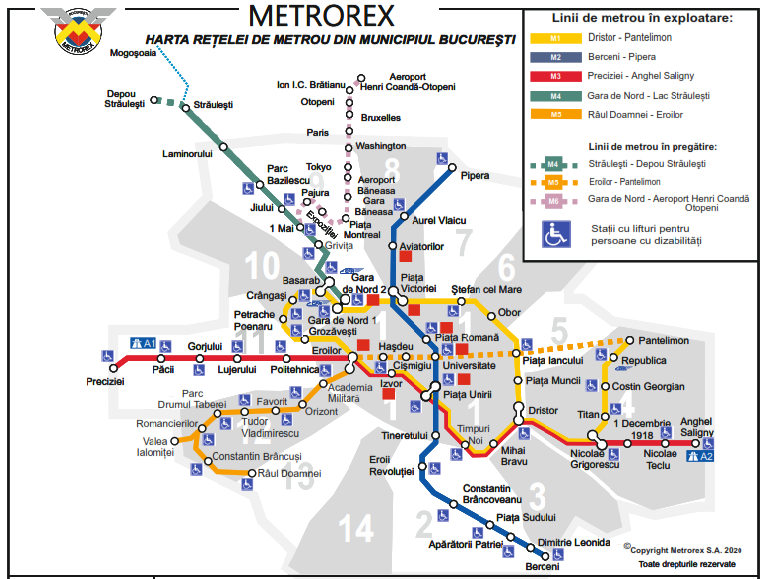 METROREX
HARTA REȚELEI DE METROU DIN MUNICIPIUL BUCUREȘTI
METROREX
Linii de metrou în exploatare:
M1 Dristor - Pantelimon
M2 Berceni - Pipera
M3 Preciziei - Anghel Saligny
M4 Gara de Nord - Lac Străulești
M5 Râul Doamnei - Eroilor
Linii de metrou în pregătire:
M4 Străulești - Depou Străulești
M5 Eroilor - Pantelimon
M6 Gara de Nord - Aeroport Henri Coandă
Otopeni
Stații cu lifturi pentru
persoane cu dizabilități
Mogoșoaia
Depou
Străulești
Străulești
Laminorului
Parc
Bazilescu
Jiului
1 Mai
Pajura
Expoziției
Grivița
Ion I.C. Brătianu
Aeroport
Henri Coandă-Otopeni
Otopeni
Bruxelles
Paris
Washington
Tokyo
Aeroport
Băneasa
Gara
Băneasa
Piața
Montreal
Pipera
Aurel Vlaicu
Aviatorilor
Piața
Victoriei
Ștefan cel Mare
Obor
Basarab
Gara
de Nord 2
Gara de Nord 1
Crângași
Petrache
Poenaru
Grozăvești
Eroilor
A1
Preciziei
Păcii
Gorjului
Lujerului
Politehnica
Academia
Militară
Orizont
Favorit
Tudor
Vladimirescu
Parc
Drumul Taberei
Romancierilor
Valea
Ialomiței
Constantin Brâncuși
Râul Doamnei
Hașdeu
Cișmigiu
Izvor
Piața Romană
Universitate
Piața Unirii
Piața Iancului
Piața Muncii
Dristor
Pantelimon
Republica
Costin Georgian
Titan
1 Decembrie
1918
Anghel
Saligny
A2
Nicolae
Grigorescu
Nicolae
Teclu
Timpuri
Noi
Mihai
Bravu
Tineretului
Eroii
Revoluției
Constantin
Brâncoveanu
Piața Sudului
Apărătorii Patriei
Dimitrie Leonida
Berceni
1
1
1
1
2
3
4
5
6
7
8
9
10
11
13
14
©Copyright Metrorex S.A. 2020
Toate drepturile rezervate